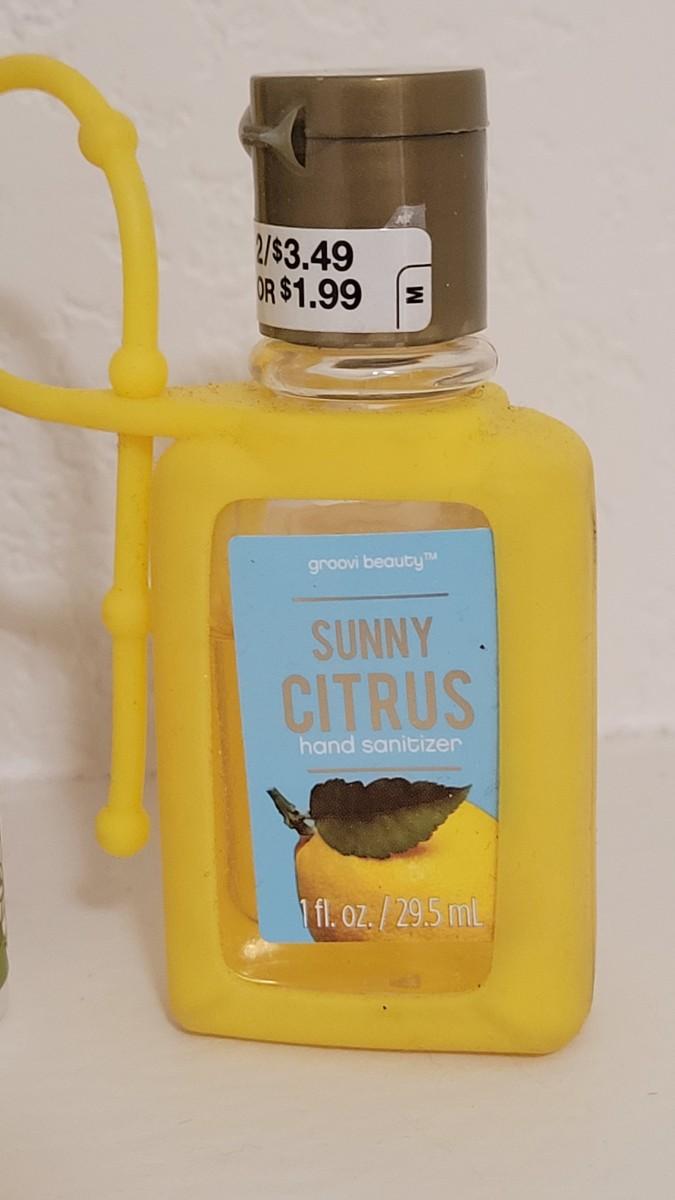 2/$3.49
OR $1.99
M
groovi beauty™
SUNNY
CITRUS
hand sanitizer
1 fl. oz. / 29.5 mL